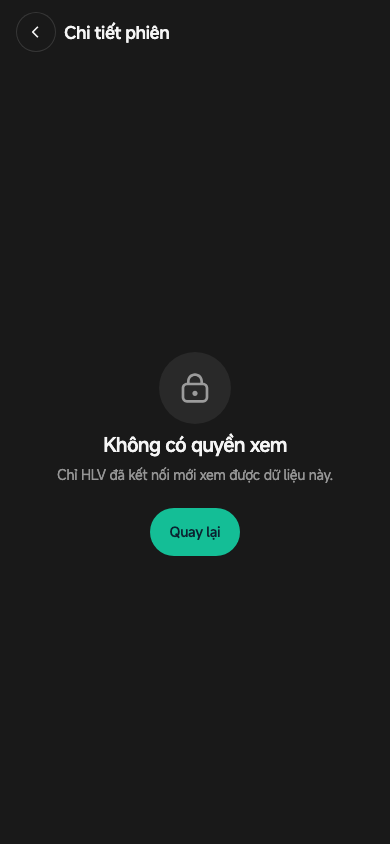 Chi tiết phiên
Không có quyền xem
Chỉ HLV đã kết nối mới xem được dữ liệu này.
Quay lại